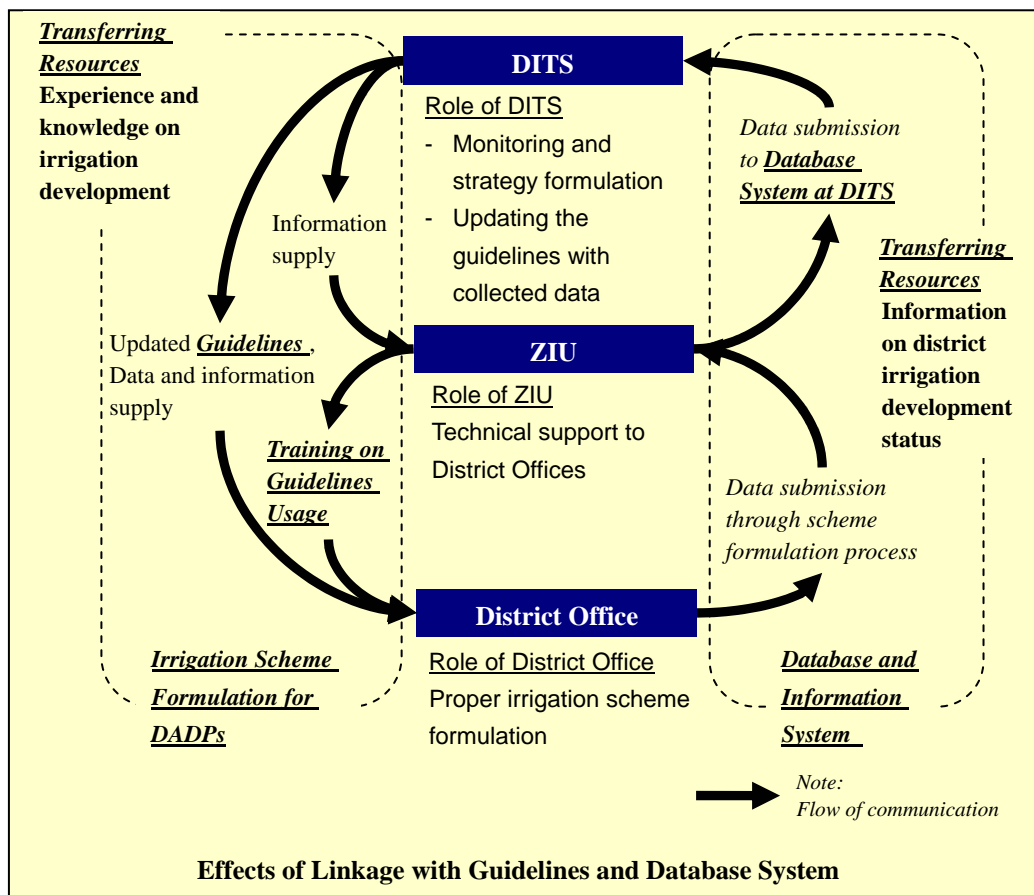 Transferring
Resources
Experience and
knowledge on
irrigation
development
DITS
Role of DITS
- Monitoring and
strategy formulation
- Updating the
guidelines with
collected data
Data submission
to Database
System at DITS
Information
supply
Transferring
Resources
Information
on district
irrigation
development
status
Updated Guidelines ,
Data and information
supply
ZIU
Role of ZIU
Technical support to
District Offices
Training on
Guidelines
Usage
Data submission
through scheme
formulation process
District Office
Role of District Office
Proper irrigation scheme
formulation
Irrigation Scheme
Formulation for
DADPs
Database and
Information
System
Note:
Flow of communication
Effects of Linkage with Guidelines and Database System